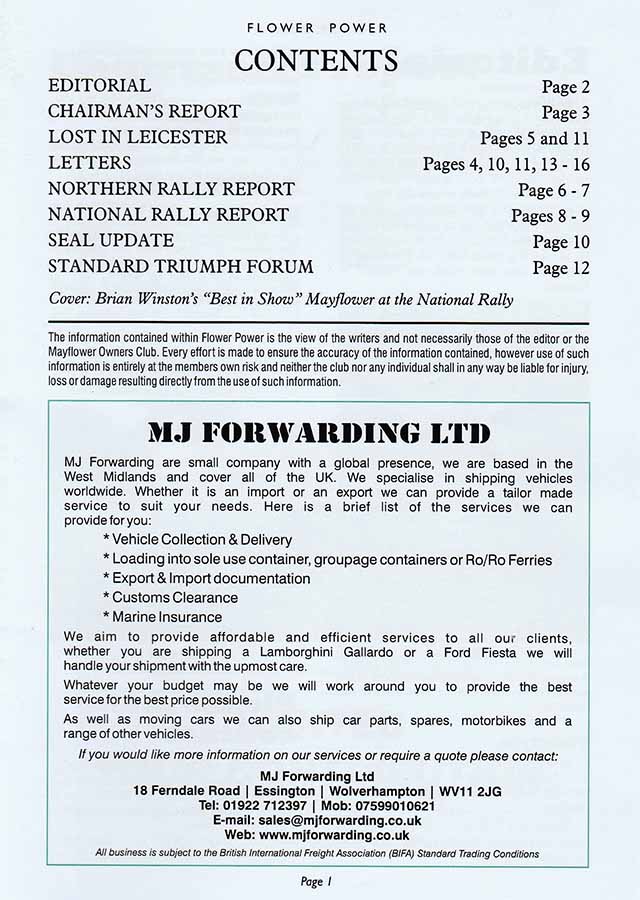 FLOWER POWER
CONTENTS
EDITORIAL Page 2
CHAIRMAN'S REPORT Page 3
LOST IN LEICESTER Pages 5 and 11
LETTERS Pages 4, 10, 11, 13 - 16
NORTHERN RALLY REPORT Page 6 - 7
NATIONAL RALLY REPORT Pages 8 - 9
SEAL UPDATE Page 10
STANDARD TRIUMPH FORUM Page 12
Cover: Brian Winston's "Best in Show" Mayflower at the National Rally
The information contained within Flower Power is the view of the writers and not necessarily those of the editor or the
Mayflower Owners Club. Every effort is made to ensure the accuracy of the information contained, however use of such
information is entirely at the members own risk and neither the club nor any individual shall in any way be liable for injury,
loss or damage resulting directly from the use of such information.
MJ FORWARDING LTD
MJ Forwarding are small company with a global presence, we are based in the
West Midlands and cover all of the UK. We specialise in shipping vehicles
worldwide. Whether it is an import or an export we can provide a tailor made
service to suit your needs. Here is a brief list of the services we can
provide for you:
* Vehicle Collection & Delivery
* Loading into sole use container, groupage containers or Ro/Ro Ferries
* Export & Import documentation
* Customs Clearance
* Marine Insurance
We aim to provide affordable and efficient services to all our clients,
whether you are shipping a Lamborghini Gallardo or a Ford Fiesta we will
handle your shipment with the upmost care.
Whatever your budget may be we will work around you to provide the best
service for the best price possible.
As well as moving cars we can also ship car parts, spares, motorbikes and a
range of other vehicles.
If you would like more information on our services or require a quote please contact:
MJ Forwarding Ltd
18 Ferndale Road | Essington | Wolverhampton | WV11 2JG
Tel: 01922 712397 | Mob: 07599010621
E-mail: sales@mjforwarding.co.uk
Web: www.mjforwarding.co.uk
All business is subject to the British International Freight Association (BIFA) Standard Trading Conditions
Page 1